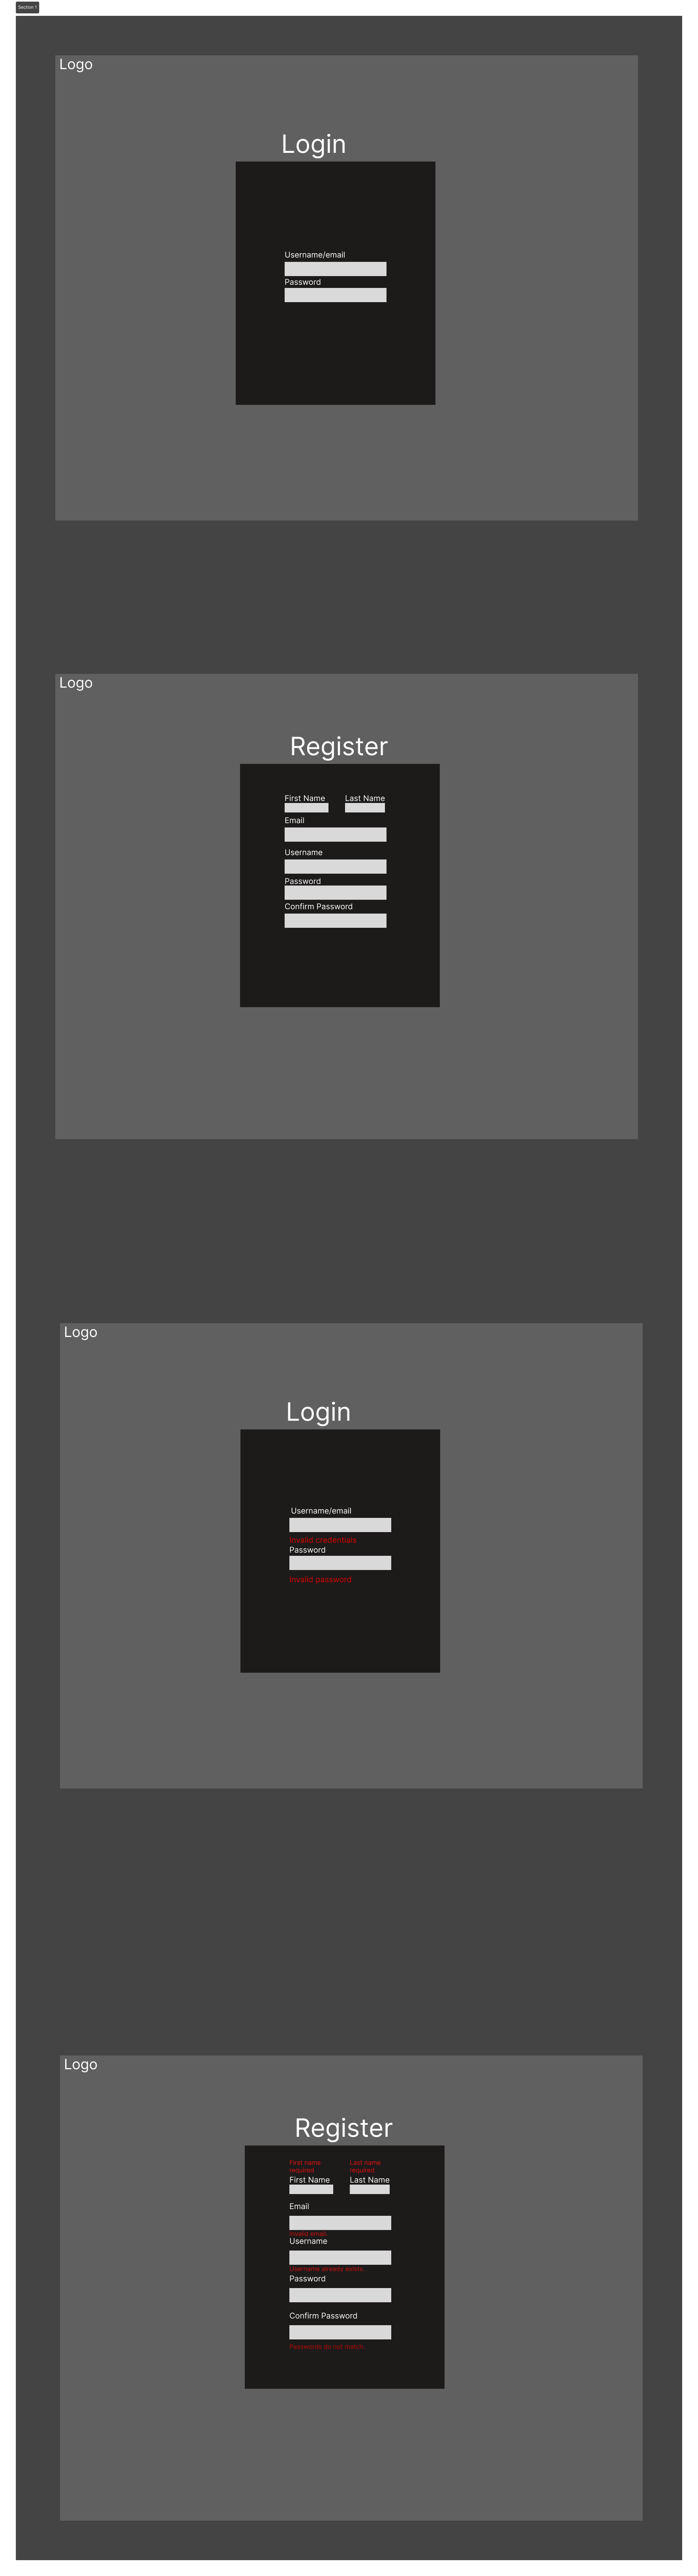 Section 1
Logo
Login
Username/email
Password
Logo
Register
First Name Last Name
Email
Username
Password
Confirm Password
Logo
Login
Username/email
Invalid credentials
Password
Invalid password
Logo
Register
First name Last name
required required
First Name Last Name
Email
Invalid email
Username
Username already exists.
Password
Confirm Password
Passwords do not match.